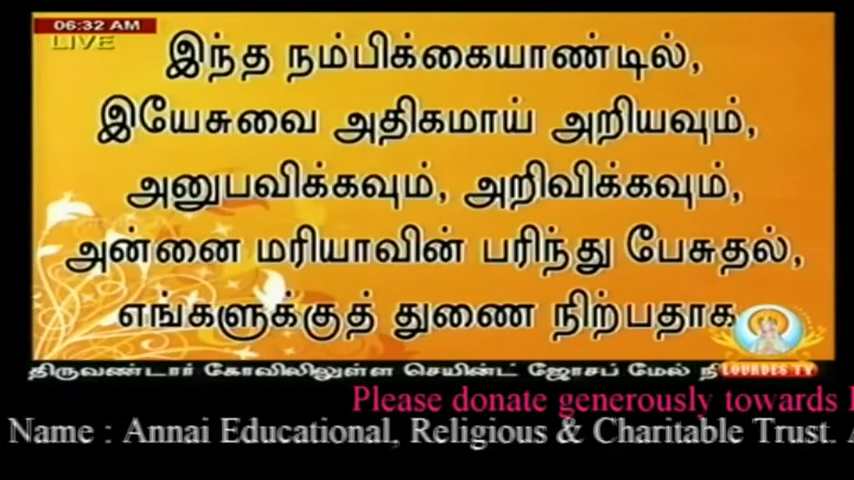 06:32 AM
LIVE
இந்த நம்பிக்கையாண்டில்,
இயேசுவை அதிகமாய் அறியவும்,
அனுபவிக்கவும், அறிவிக்கவும்,
அன்னை மரியாவின் பரிந்து பேசுதல்,
எங்களுக்குத் துணை நிற்பதாக
LOURDES TV
திருவண்டார் கோவிலிலுள்ள செயின்ட் ஜோசப் மேல் நி
Please donate generously towards
Name : Annai Educational, Religious & Charitable Trust. A